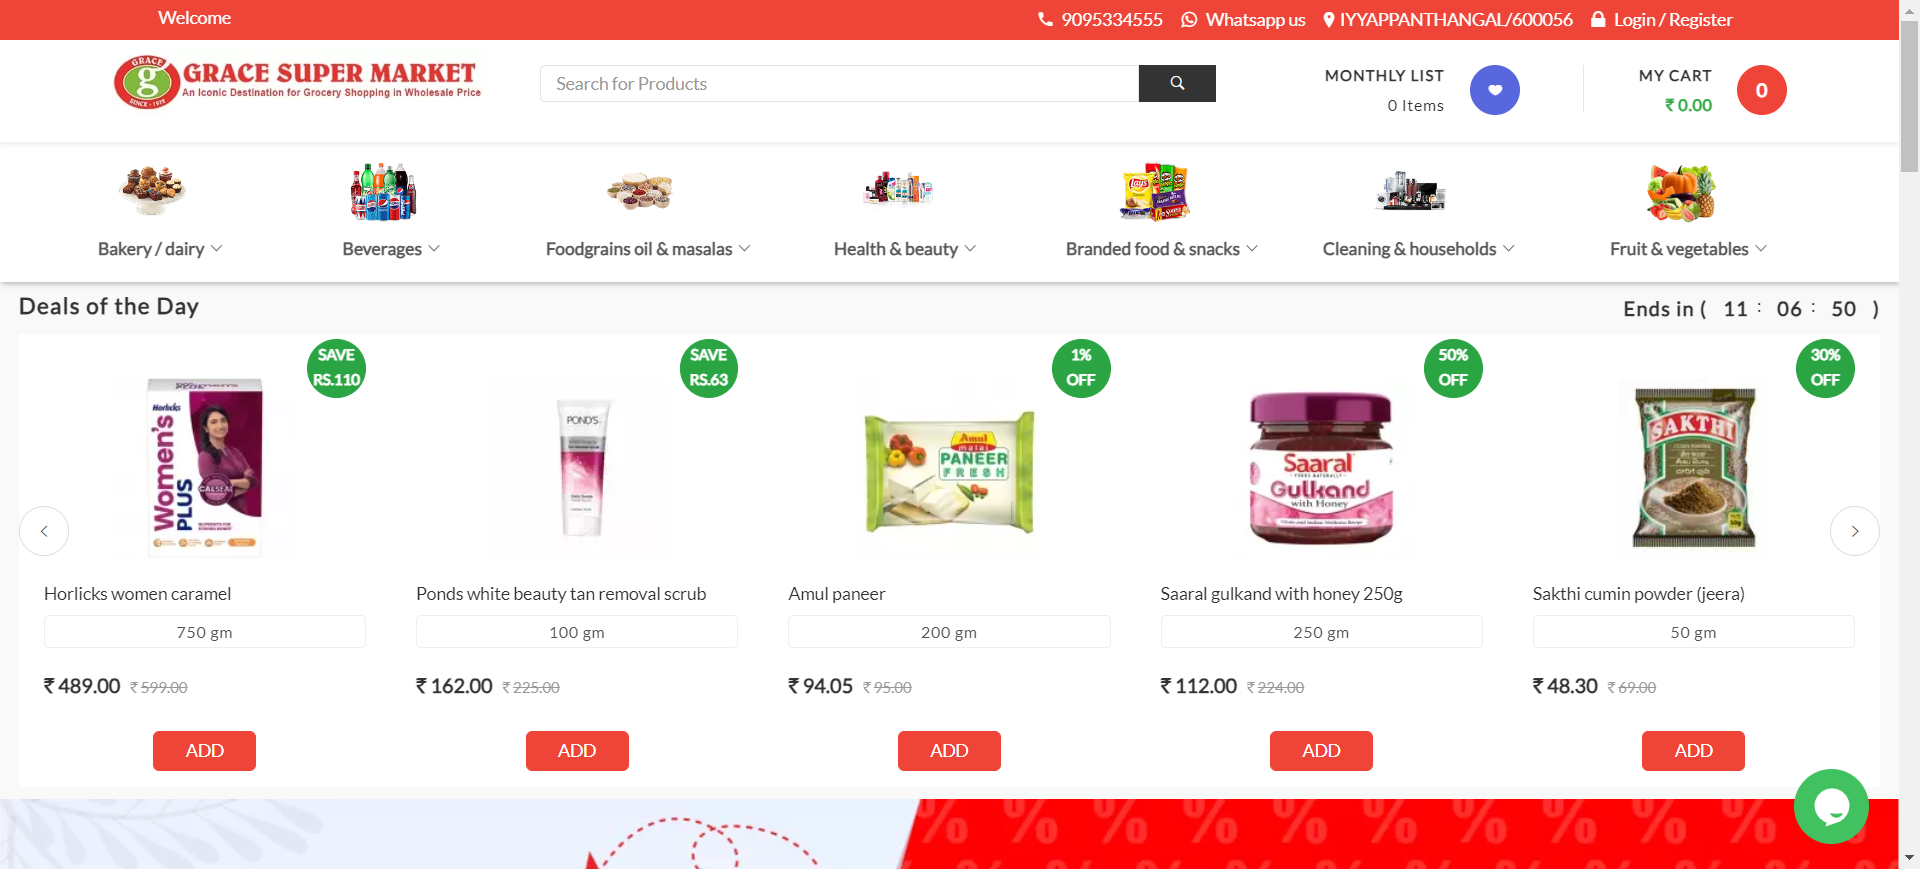 Welcome
9095334555 Whatsapp us IYYAPPANTHANGAL/600056 Login / Register
GRACE
g
SINCE - 1976
GRACE SUPER MARKET
An Iconic Destination for Grocery Shopping in Wholesale Price
Search for Products
MONTHLY LIST
0 Items
MY CART
₹ 0.00
0
Bakery / dairy
Beverages
Foodgrains oil & masalas
Health & beauty
Branded food & snacks
Cleaning & households
Fruit & vegetables
Deals of the Day
Ends in ( 11 : 06 : 50 )
SAVE
RS.110
Horlicks
Women's
PLUS
CALSEAL
Horlicks women caramel
750 gm
₹ 489.00 ₹ 599.00
ADD
SAVE
RS.63
POND'S
Ponds white beauty tan removal scrub
100 gm
₹ 162.00 ₹ 225.00
ADD
1%
OFF
Amul
malai
PANEER
FRESH
Amul paneer
200 gm
₹ 94.05 ₹ 95.00
ADD
50%
OFF
Saaral
Gulkand
with Honey
Saaral gulkand with honey 250g
250 gm
₹ 112.00 ₹ 224.00
ADD
30%
OFF
SAKTHI
Sakthi cumin powder (jeera)
50 gm
₹ 48.30 ₹ 69.00
ADD
% % % % % % % % % % % %